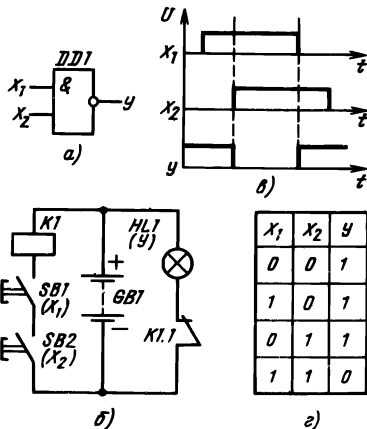 DD1
&
X₁
X₂
y
а)
U
X₁
t
X₂
t
y
t
в)
K1
SB1
(X₁)
SB2
(X₂)
+
GB1
−
HL1
(y)
K1.1
б)
X₁ X₂ y
0 0 1
1 0 1
0 1 1
1 1 0
г)